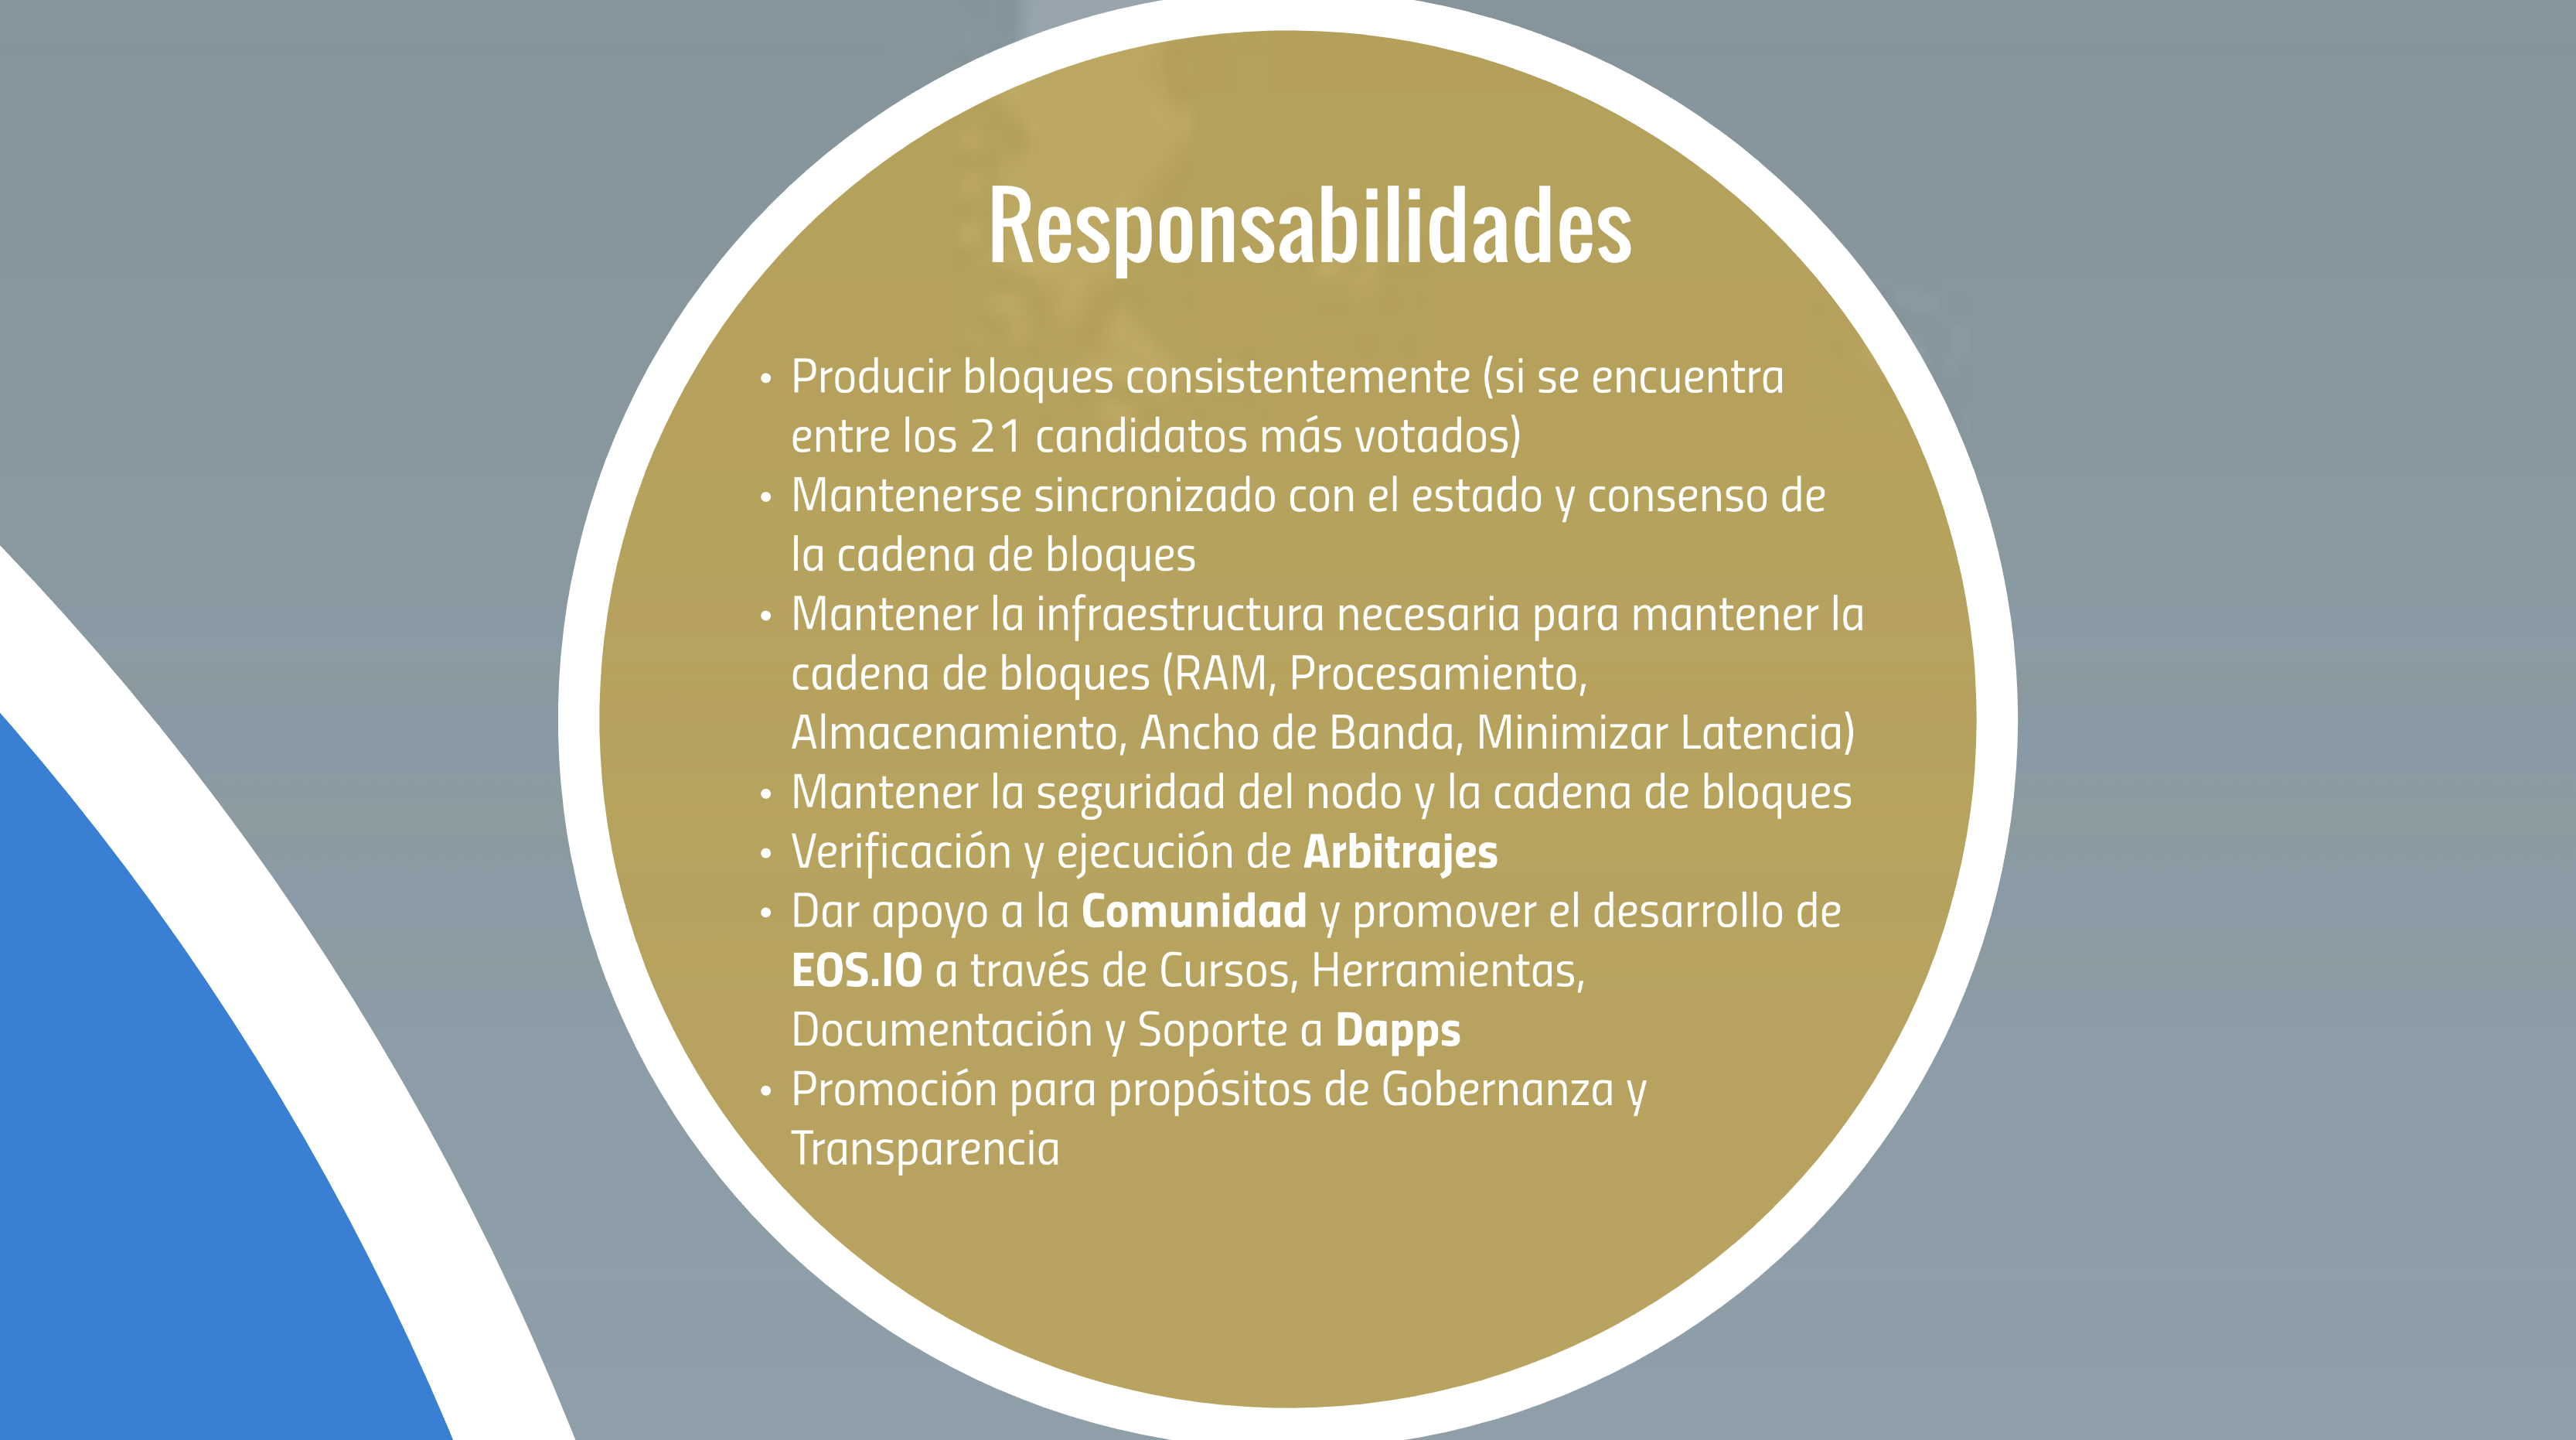 Responsabilidades
• Producir bloques consistentemente (si se encuentra
entre los 21 candidatos más votados)
• Mantenerse sincronizado con el estado y consenso de
la cadena de bloques
• Mantener la infraestructura necesaria para mantener la
cadena de bloques (RAM, Procesamiento,
Almacenamiento, Ancho de Banda, Minimizar Latencia)
• Mantener la seguridad del nodo y la cadena de bloques
• Verificación y ejecución de Arbitrajes
• Dar apoyo a la Comunidad y promover el desarrollo de
EOS.IO a través de Cursos, Herramientas,
Documentación y Soporte a Dapps
• Promoción para propósitos de Gobernanza y
Transparencia